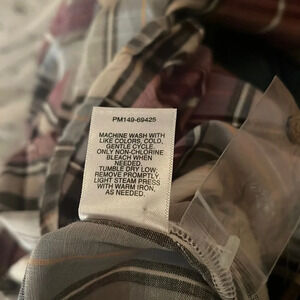 PM149-69425
MACHINE WASH WITH
LIKE COLORS, COLD,
GENTLE CYCLE.
ONLY NON-CHLORINE
BLEACH WHEN
NEEDED.
TUMBLE DRY LOW,
REMOVE PROMPTLY.
LIGHT STEAM PRESS
WITH WARM IRON,
AS NEEDED.